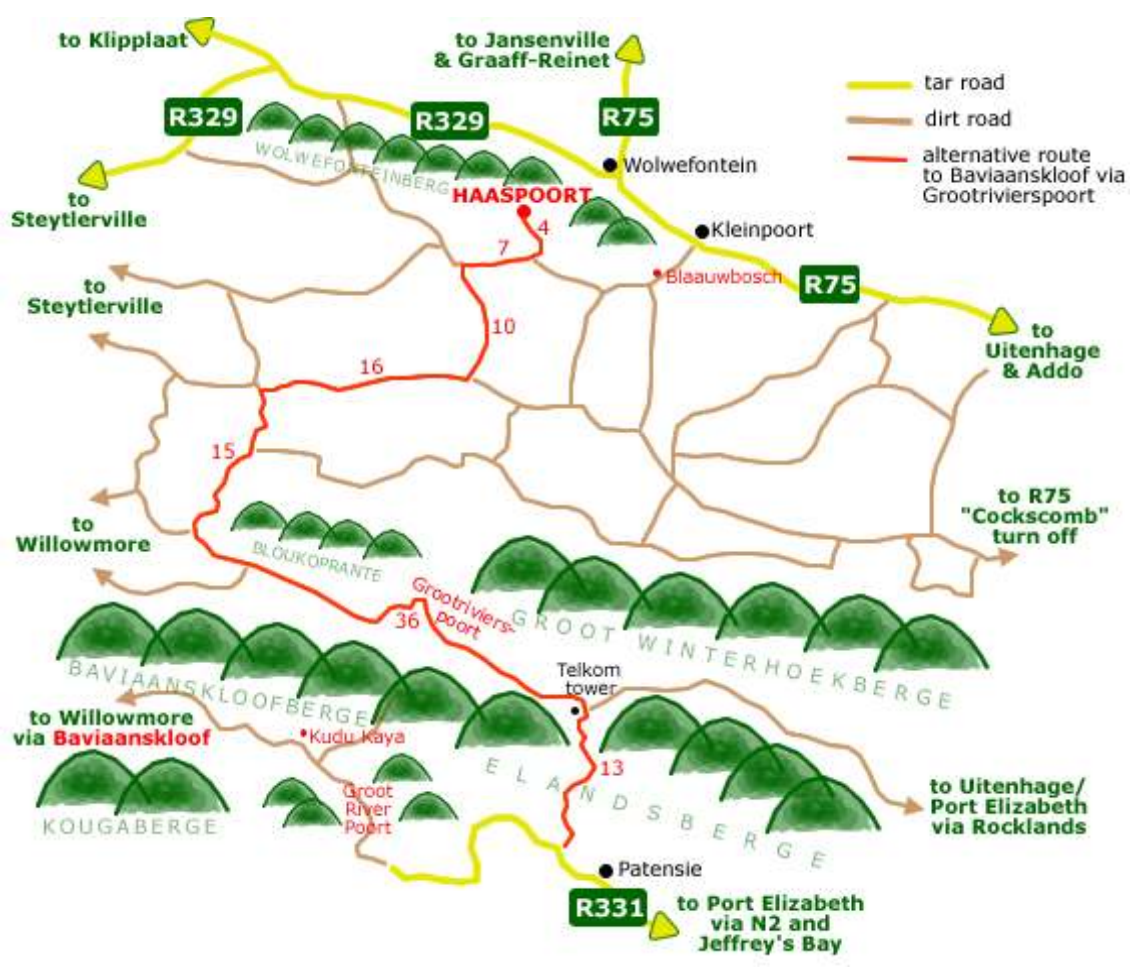 to Klipplaat
to Jansenville
& Graaff-Reinet
tar road
dirt road
alternative route
to Baviaanskloof via
Grootrivierspoort
R329
R329
R75
WOLWEFONTEINBERG
Wolwefontein
to
Steytlerville
HAASPOORT
4
7
Kleinpoort
Blaauwbosch
R75
to
Steytlerville
10
to
Uitenhage
& Addo
16
15
to
Willowmore
to R75
"Cockscomb"
turn off
BLOUKOPRANTE
Grootriviers-
poort
36
GROOT WINTERHOEKBERGE
BAVIAANSKLOOFBERGE
Telkom
tower
to Willowmore
via Baviaanskloof
Kudu Kaya
13
ELANDSBERGE
KOUGABERGE
Groot
River
Poort
to Uitenhage/
Port Elizabeth
via Rocklands
Patensie
R331
to Port Elizabeth
via N2 and
Jeffrey's Bay